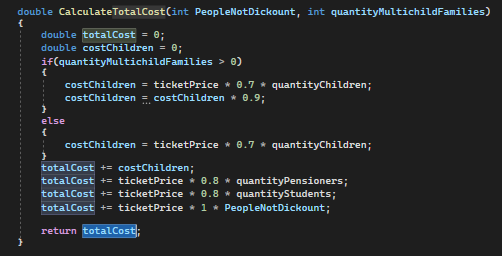 double CalculateTotalCost(int PeopleNotDickount, int quantityMultichildFamilies)
{
double totalCost = 0;
double costChildren = 0;
if(quantityMultichildFamilies > 0)
{
costChildren = ticketPrice * 0.7 * quantityChildren;
costChildren = costChildren * 0.9;
}
else
{
costChildren = ticketPrice * 0.7 * quantityChildren;
}
totalCost += costChildren;
totalCost += ticketPrice * 0.8 * quantityPensioners;
totalCost += ticketPrice * 0.8 * quantityStudents;
totalCost += ticketPrice * 1 * PeopleNotDickount;
return totalCost;
}